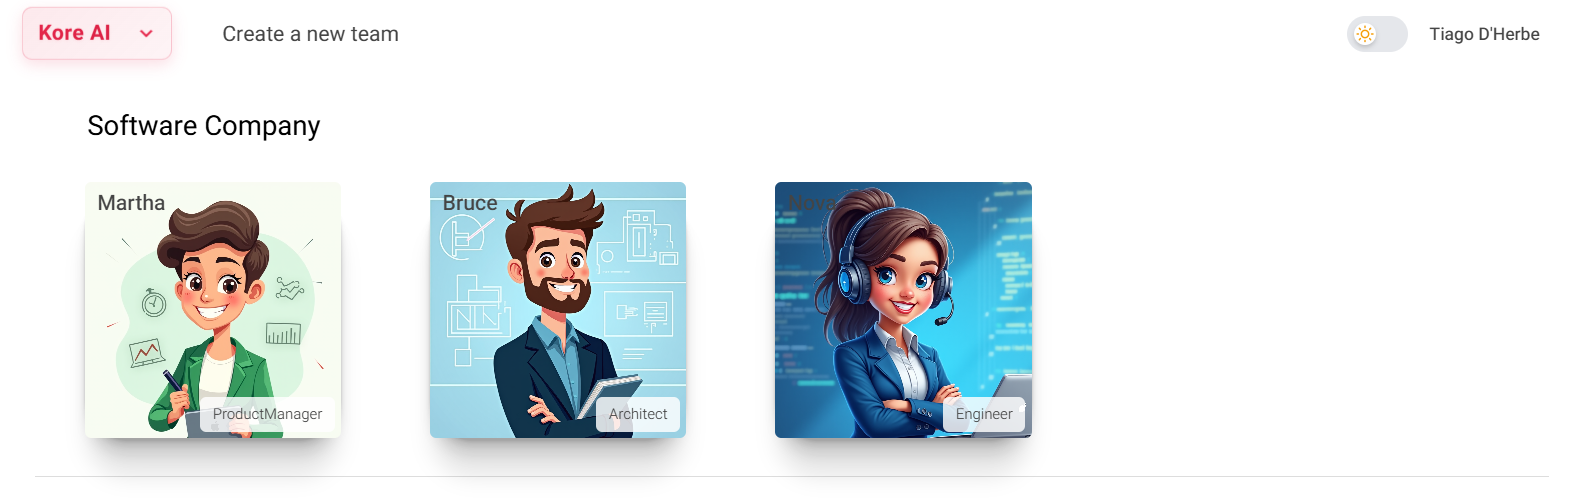 Kore AI
Create a new team
Tiago D'Herbe
Software Company
Martha
Bruce
Nova
ProductManager
Architect
Engineer